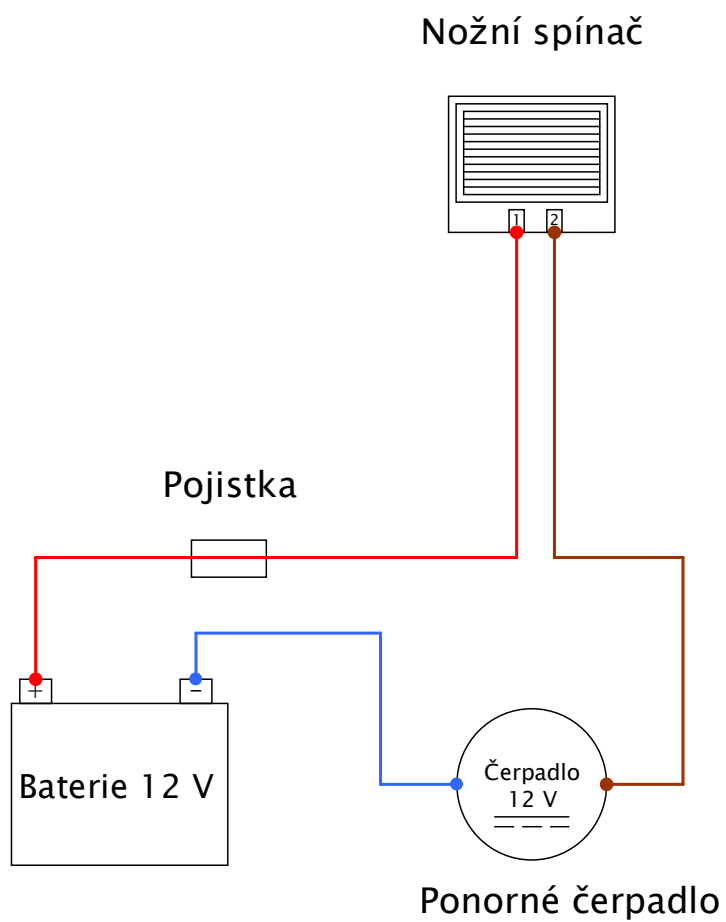 Nožní spínač
1
2
Pojistka
+
−
Baterie 12 V
Čerpadlo
12 V
Ponorné čerpadlo